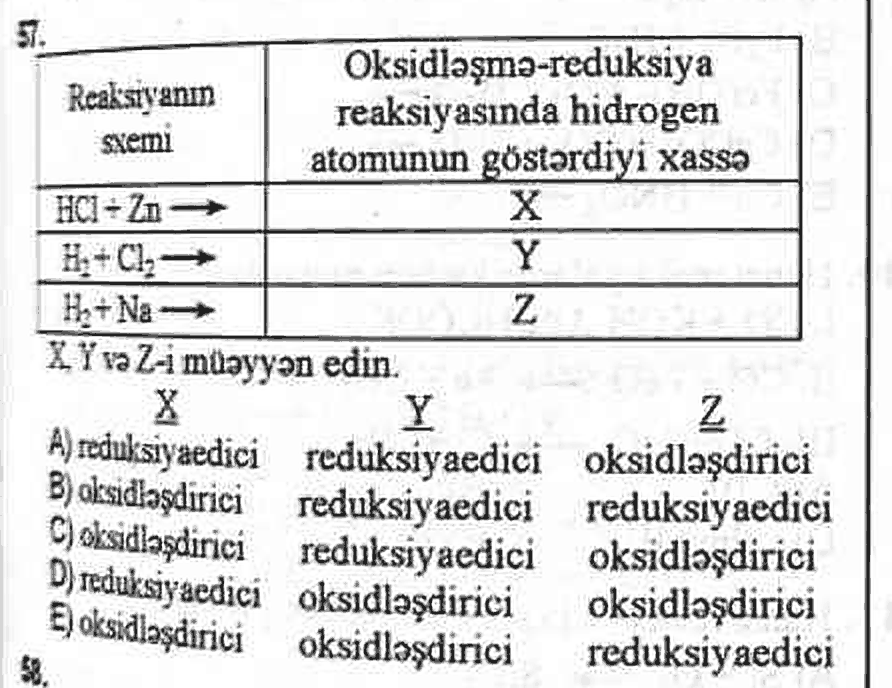 57.
Reaksiyanın sxemi
Oksidləşmə-reduksiya reaksiyasında hidrogen atomunun göstərdiyi xassə
HCl + Zn ⟶ X
H₂ + Cl₂ ⟶ Y
H₂ + Na ⟶ Z
X, Y və Z-i müəyyən edin.
X Y Z
A) reduksiyaedici reduksiyaedici oksidləşdirici
B) oksidləşdirici reduksiyaedici reduksiyaedici
C) oksidləşdirici reduksiyaedici oksidləşdirici
D) reduksiyaedici oksidləşdirici oksidləşdirici
E) oksidləşdirici oksidləşdirici reduksiyaedici
58.